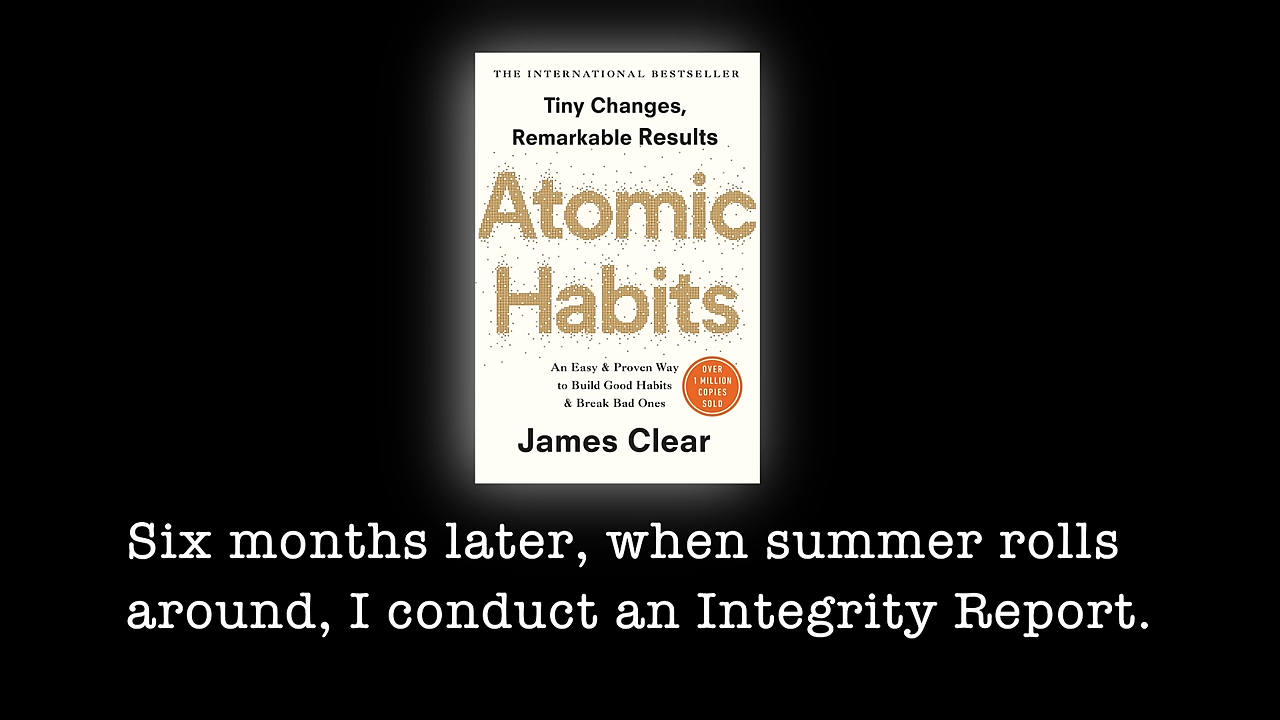 THE INTERNATIONAL BESTSELLER
Tiny Changes,
Remarkable Results
Atomic
Habits
An Easy & Proven Way
to Build Good Habits
& Break Bad Ones
OVER
1 MILLION
COPIES
SOLD
James Clear
Six months later, when summer rolls
around, I conduct an Integrity Report.